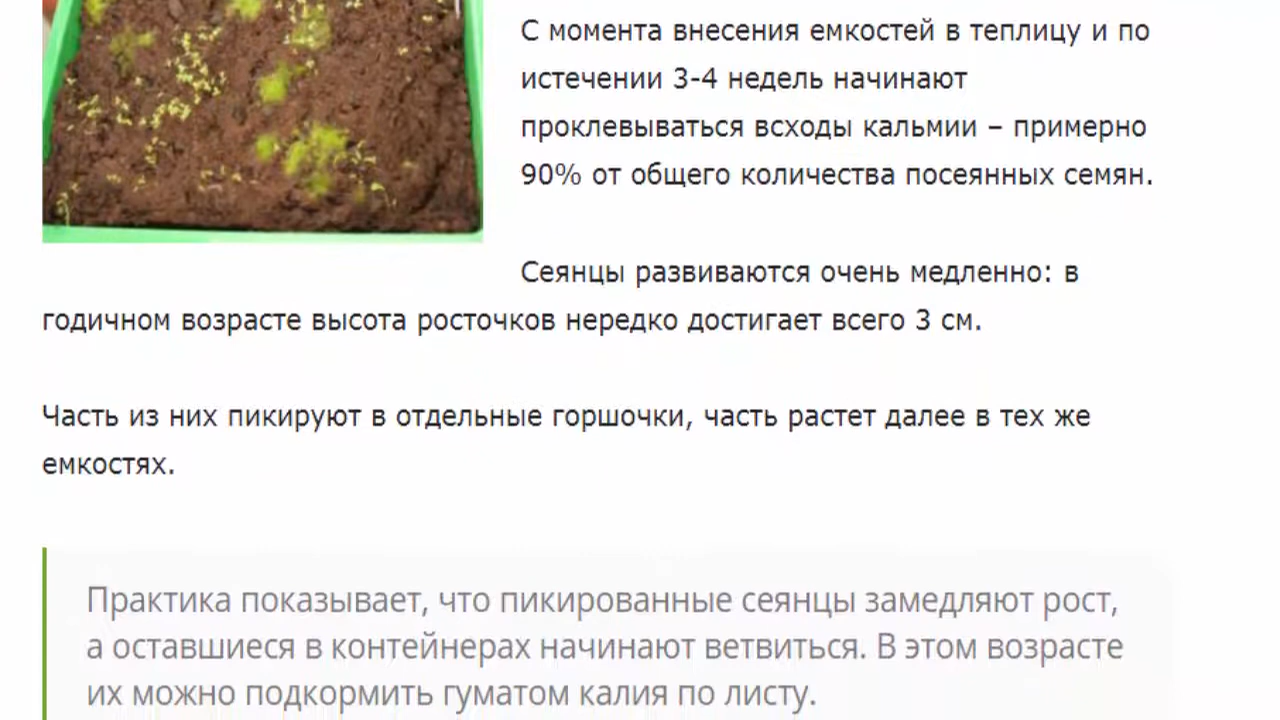 С момента внесения емкостей в теплицу и по
истечении 3-4 недель начинают
проклевываться всходы кальмии – примерно
90% от общего количества посеянных семян.
Сеянцы развиваются очень медленно: в
годичном возрасте высота росточков нередко достигает всего 3 см.
Часть из них пикируют в отдельные горшочки, часть растет далее в тех же
емкостях.
Практика показывает, что пикированные сеянцы замедляют рост,
а оставшиеся в контейнерах начинают ветвиться. В этом возрасте
их можно подкормить гуматом калия по листу.